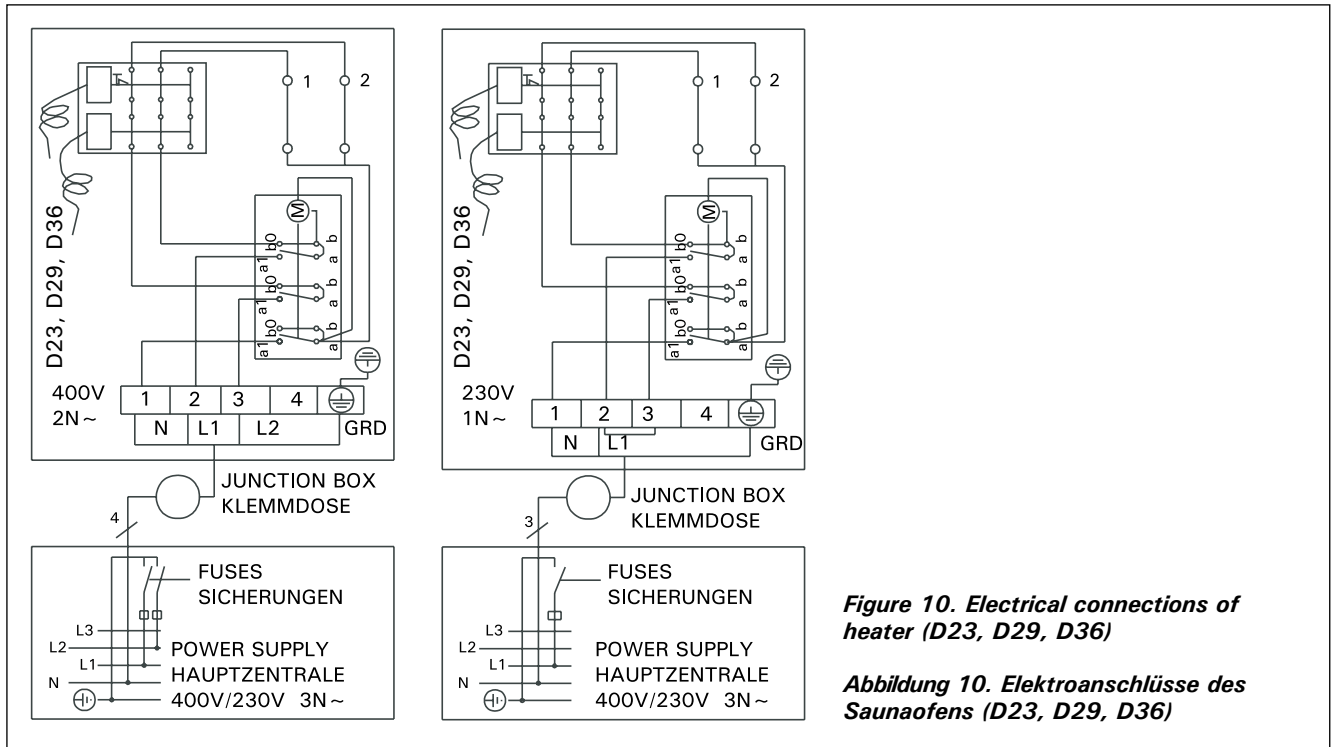 1 2
D23, D29, D36
M
b0 b
a1 a
b0 b
a1 a
b0 b
a1 a
400V
2N~
1 2 3 4
N L1 L2 GRD
JUNCTION BOX
KLEMMDOSE
4
FUSES
SICHERUNGEN
L3
L2
L1
N
POWER SUPPLY
HAUPTZENTRALE
400V/230V 3N~
1 2
D23, D29, D36
M
b0 b
a1 a
b0 b
a1 a
b0 b
a1 a
230V
1N~
1 2 3 4
N L1 GRD
JUNCTION BOX
KLEMMDOSE
3
FUSES
SICHERUNGEN
L3
L2
L1
N
POWER SUPPLY
HAUPTZENTRALE
400V/230V 3N~
Figure 10. Electrical connections of
heater (D23, D29, D36)
Abbildung 10. Elektroanschlüsse des
Saunaofens (D23, D29, D36)